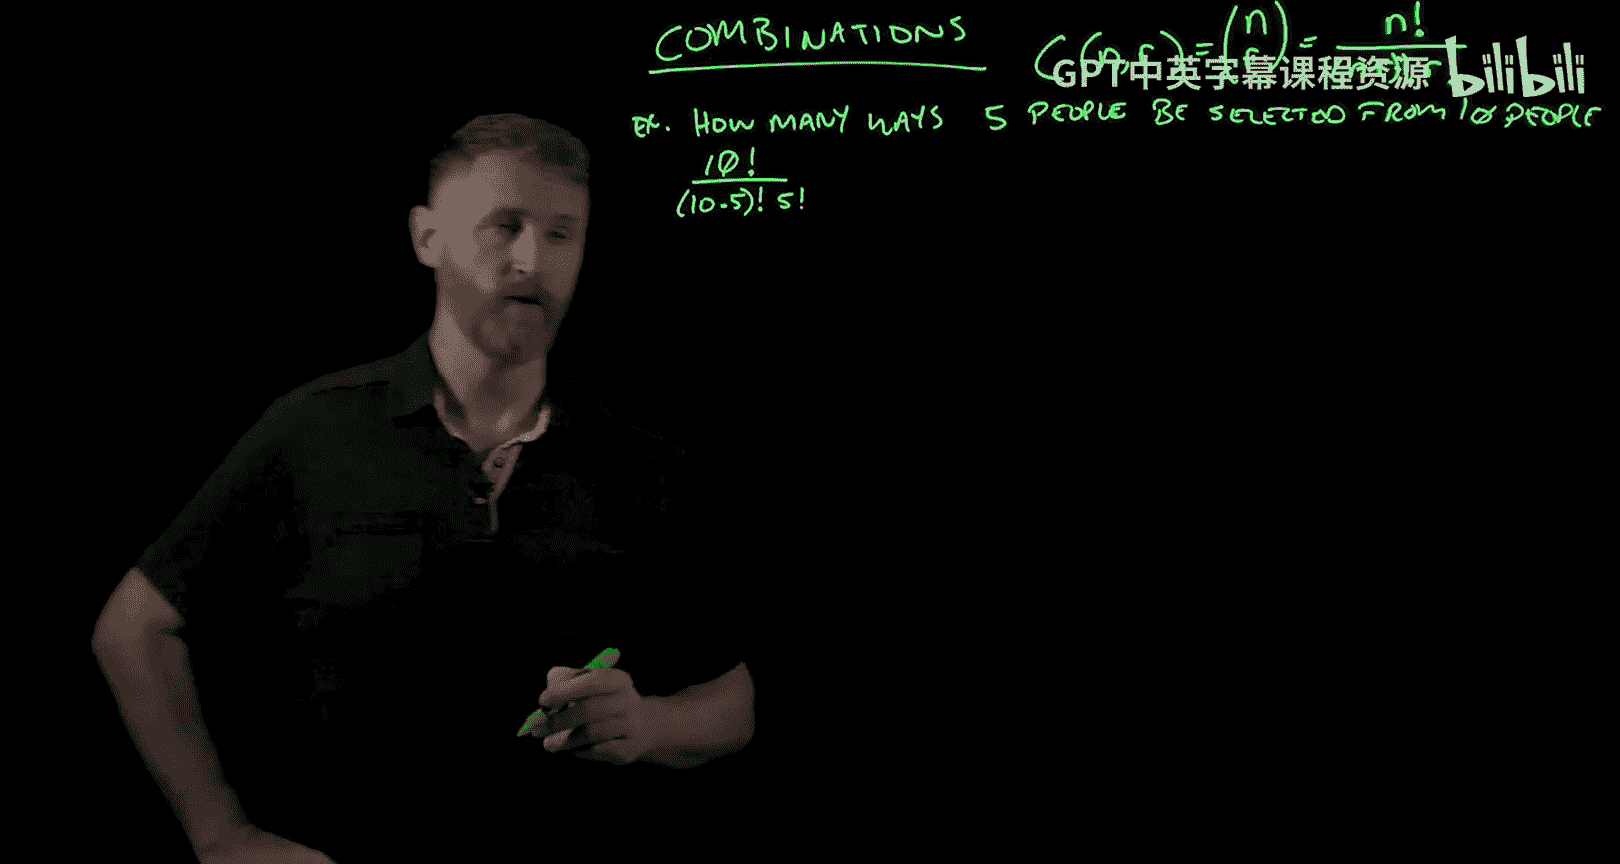 COMBINATIONS C(n,r) = (n r) = n!
GPT中英字幕课程资源 bilibili
EX. HOW MANY WAYS 5 PEOPLE BE SELECTED FROM 10 PEOPLE
10!
(10-5)! 5!